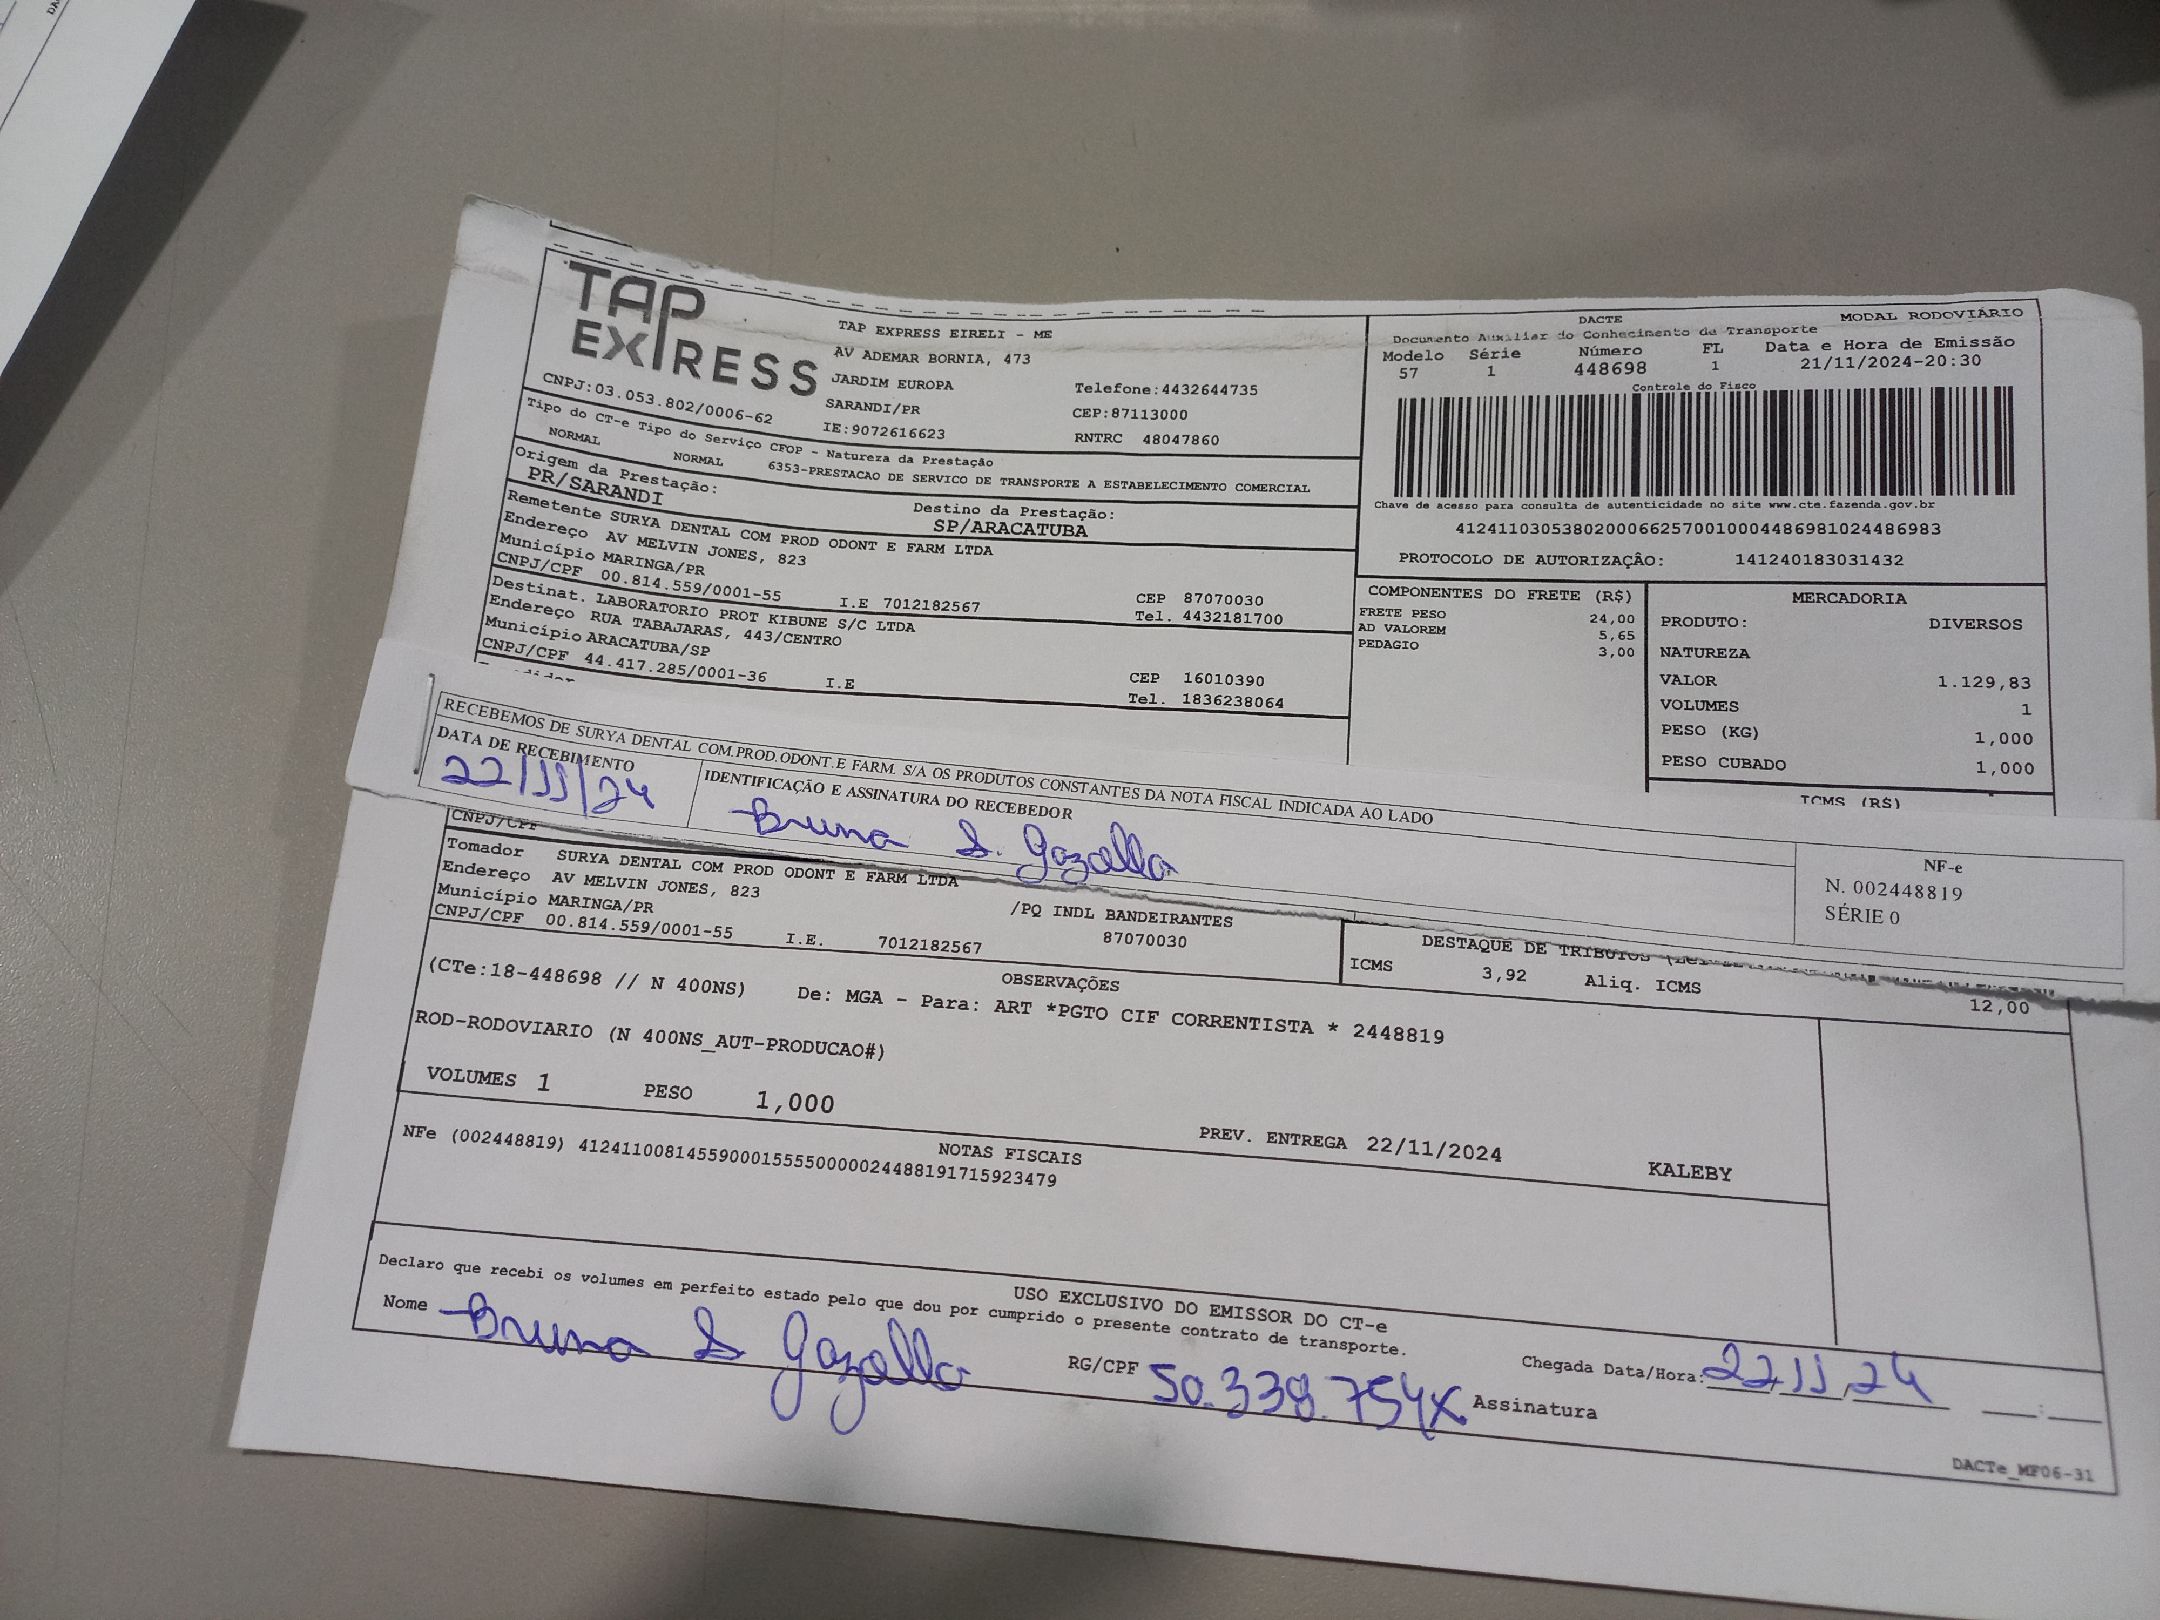 TAP
EXPRESS
CNPJ:03.053.802/0006-62
TAP EXPRESS EIRELI - ME
AV ADEMAR BORNIA, 473
JARDIM EUROPA
SARANDI/PR
IE:9072616623
Telefone:4432644735
CEP:87113000
RNTRC 48047860
Tipo do CT-e Tipo do Serviço CFOP - Natureza da Prestação
NORMAL NORMAL 6353-PRESTACAO DE SERVICO DE TRANSPORTE A ESTABELECIMENTO COMERCIAL
Origem da Prestação: Destino da Prestação:
PR/SARANDI SP/ARACATUBA
Remetente SURYA DENTAL COM PROD ODONT E FARM LTDA
Endereço AV MELVIN JONES, 823
Município MARINGA/PR CEP 87070030
CNPJ/CPF 00.814.559/0001-55 I.E 7012182567 Tel. 4432181700
Destinat. LABORATORIO PROT KIBUNE S/C LTDA
Endereço RUA TABAJARAS, 443/CENTRO
Município ARACATUBA/SP CEP 16010390
CNPJ/CPF 44.417.285/0001-36 I.E Tel. 1836238064
DACTE MODAL RODOVIÁRIO
Documento Auxiliar do Conhecimento de Transporte
Modelo Série Número FL Data e Hora de Emissão
57 1 448698 1 21/11/2024-20:30
Controle do Fisco
Chave de acesso para consulta de autenticidade no site www.cte.fazenda.gov.br
41241103053802000662570010004486981024486983
PROTOCOLO DE AUTORIZAÇÃO: 141240183031432
COMPONENTES DO FRETE (R$)
FRETE PESO 24,00
AD VALOREM 5,65
PEDAGIO 3,00
MERCADORIA
PRODUTO: DIVERSOS
NATUREZA
VALOR 1.129,83
VOLUMES 1
PESO (KG) 1,000
PESO CUBADO 1,000
ICMS (R$)
RECEBEMOS DE SURYA DENTAL COM.PROD.ODONT.E FARM. S/A OS PRODUTOS CONSTANTES DA NOTA FISCAL INDICADA AO LADO
DATA DE RECEBIMENTO IDENTIFICAÇÃO E ASSINATURA DO RECEBEDOR
22/11/24 Bruna S. Gazolla
NF-e
N. 002448819
SÉRIE 0
CNPJ/CPF
Tomador SURYA DENTAL COM PROD ODONT E FARM LTDA
Endereço AV MELVIN JONES, 823 /PQ INDL BANDEIRANTES
Município MARINGA/PR 87070030
CNPJ/CPF 00.814.559/0001-55 I.E. 7012182567
DESTAQUE DE TRIBUTOS
ICMS 3,92 Aliq. ICMS 12,00
OBSERVAÇÕES
(CTe:18-448698 // N 400NS) De: MGA - Para: ART *PGTO CIF CORRENTISTA * 2448819
ROD-RODOVIARIO (N 400NS_AUT-PRODUCAO#)
VOLUMES 1 PESO 1,000 PREV. ENTREGA 22/11/2024 KALEBY
NOTAS FISCAIS
NFe (002448819) 41241100814559000155550000024488191715923479
USO EXCLUSIVO DO EMISSOR DO CT-e
Declaro que recebi os volumes em perfeito estado pelo que dou por cumprido o presente contrato de transporte.
Nome Bruna S Gazolla RG/CPF 50.338.754X Assinatura Chegada Data/Hora: 22 11 24
DACTe_MF06-31